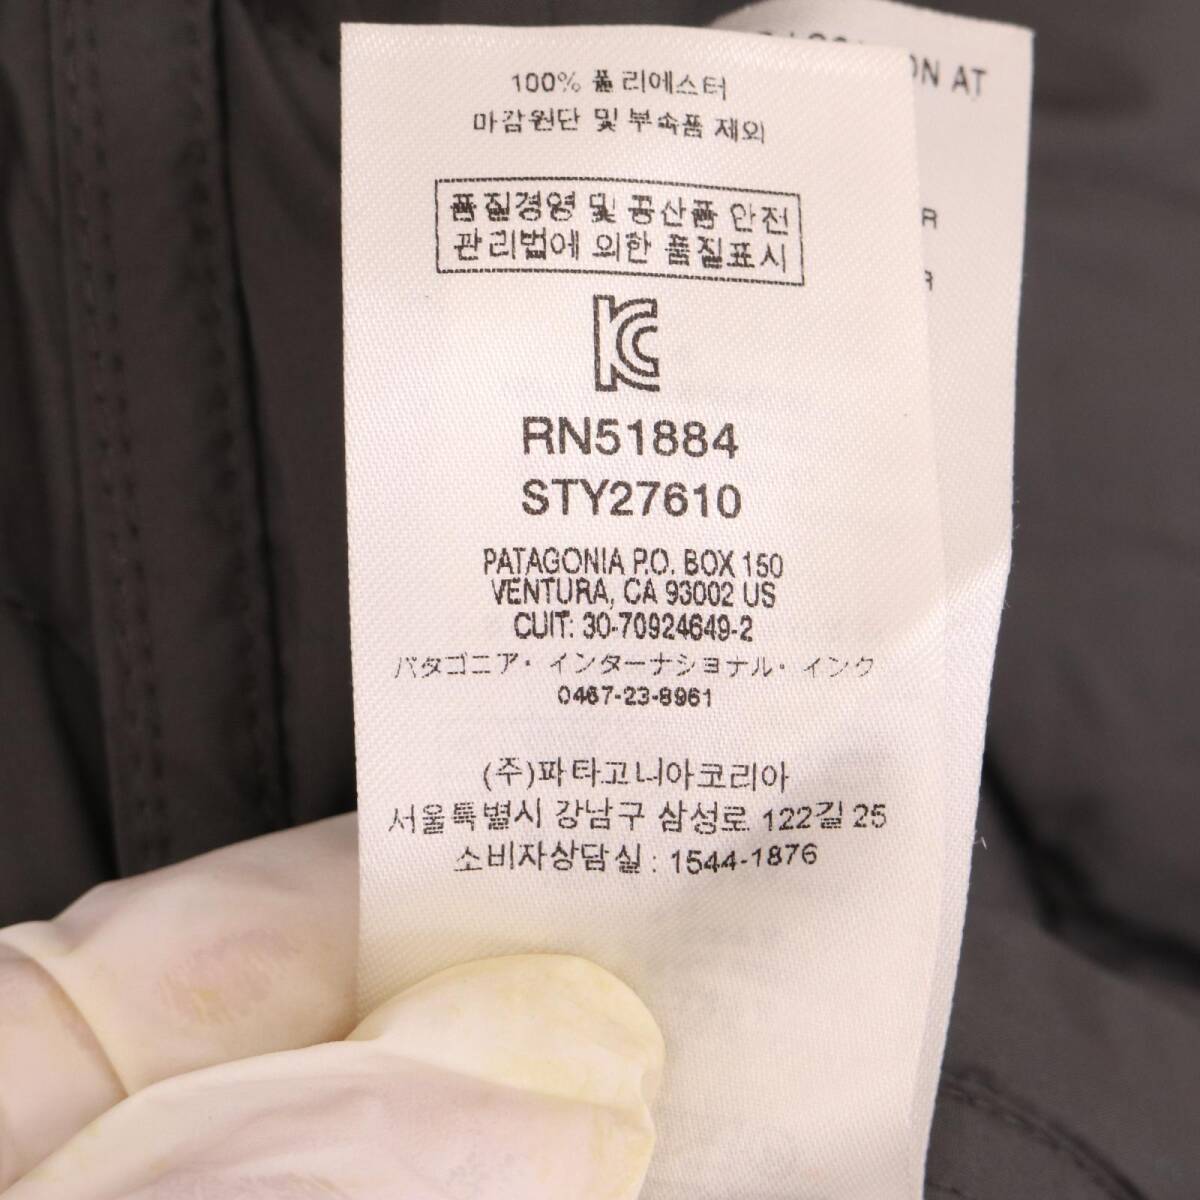 ON AT
R
R
100% 폴리에스터
마감원단 및 부속품 제외
품질경영 및 공산품 안전
관리법에 의한 품질표시
KC
RN51884
STY27610
PATAGONIA P.O. BOX 150
VENTURA, CA 93002 US
CUIT: 30-70924649-2
パタゴニア・インターナショナル・インク
0467-23-8961
(주)파타고니아코리아
서울특별시 강남구 삼성로 122길 25
소비자상담실 : 1544-1876